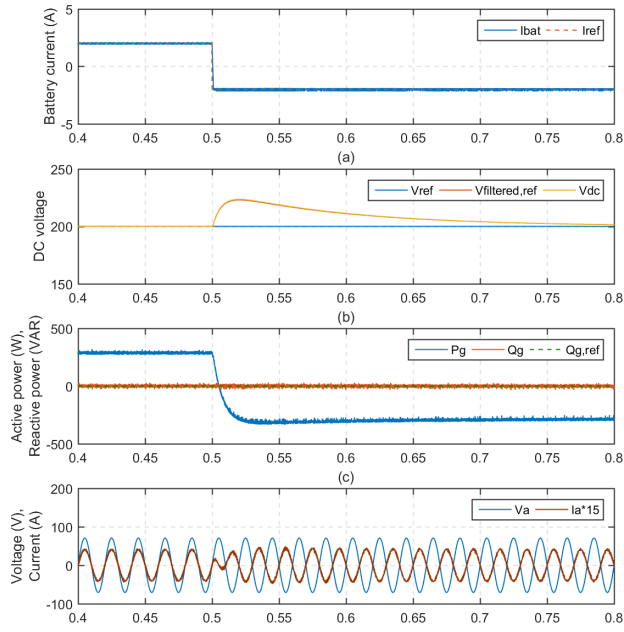 Battery current (A)
5
0
-5
Ibat Iref
0.4 0.45 0.5 0.55 0.6 0.65 0.7 0.75 0.8
(a)
DC voltage
250
200
150
Vref Vfiltered,ref Vdc
0.4 0.45 0.5 0.55 0.6 0.65 0.7 0.75 0.8
(b)
Active power (W),
Reactive power (VAR)
500
0
-500
Pg Qg Qg,ref
0.4 0.45 0.5 0.55 0.6 0.65 0.7 0.75 0.8
(c)
Voltage (V),
Current (A)
200
100
0
-100
Va Ia*15
0.4 0.45 0.5 0.55 0.6 0.65 0.7 0.75 0.8